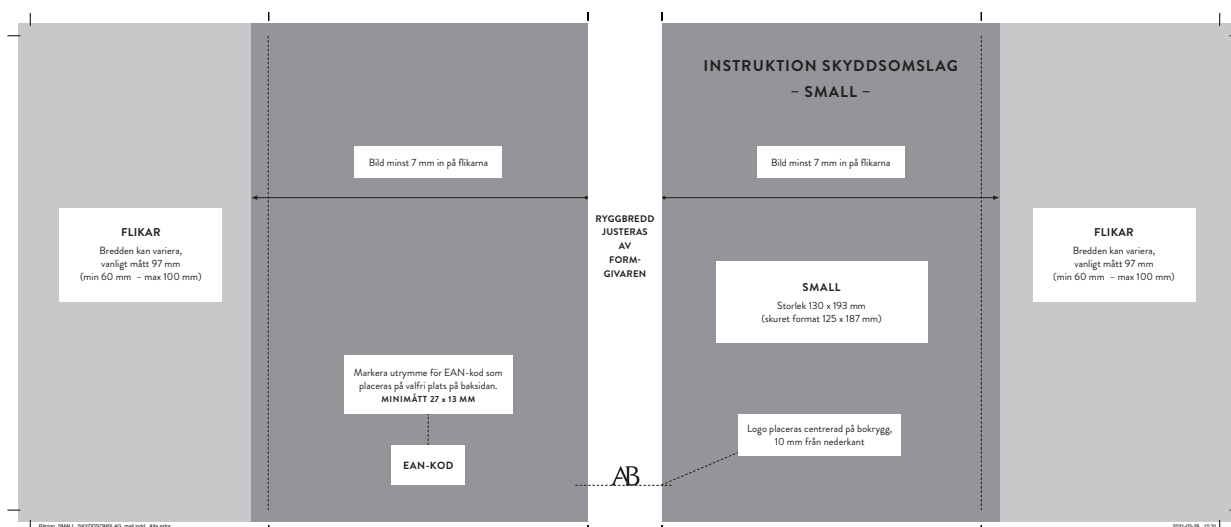 INSTRUKTION SKYDDSOMSLAG
– SMALL –
Bild minst 7 mm in på flikarna
Bild minst 7 mm in på flikarna
FLIKAR
Bredden kan variera,
vanligt mått 97 mm
(min 60 mm – max 100 mm)
RYGGBREDD
JUSTERAS
AV
FORM-
GIVAREN
SMALL
Storlek 130 x 193 mm
(skuret format 125 x 187 mm)
FLIKAR
Bredden kan variera,
vanligt mått 97 mm
(min 60 mm – max 100 mm)
Markera utrymme för EAN-kod som
placeras på valfri plats på baksidan.
MINIMÅTT 27 x 13 MM
EAN-KOD
Logo placeras centrerad på bokrygg,
10 mm från nederkant
AB